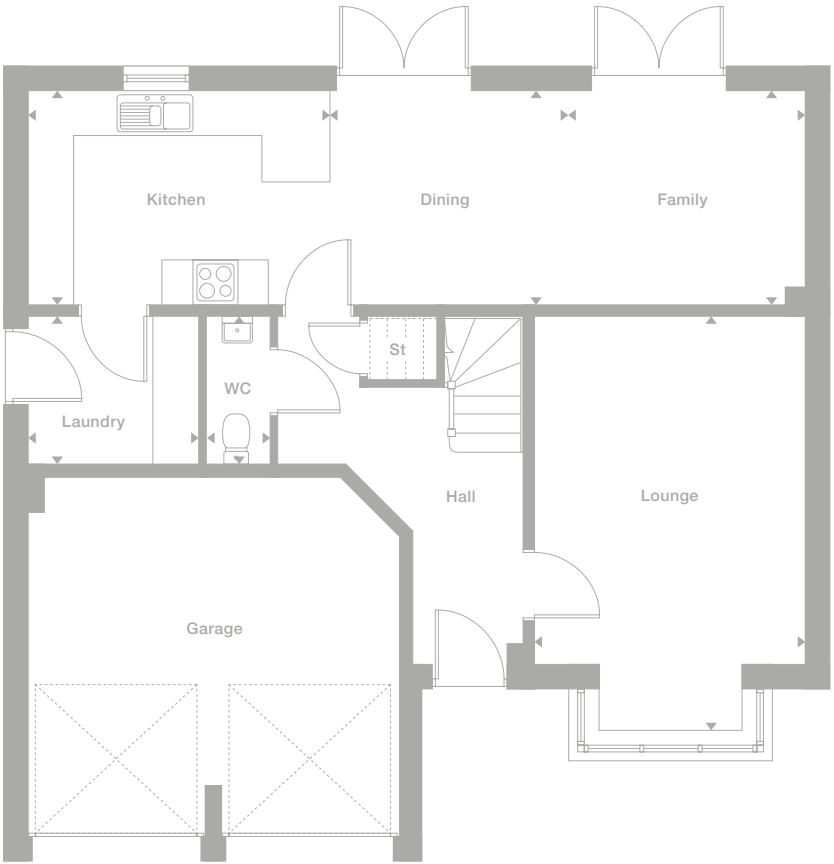 Kitchen
Dining
Family
St
WC
Laundry
Hall
Lounge
Garage